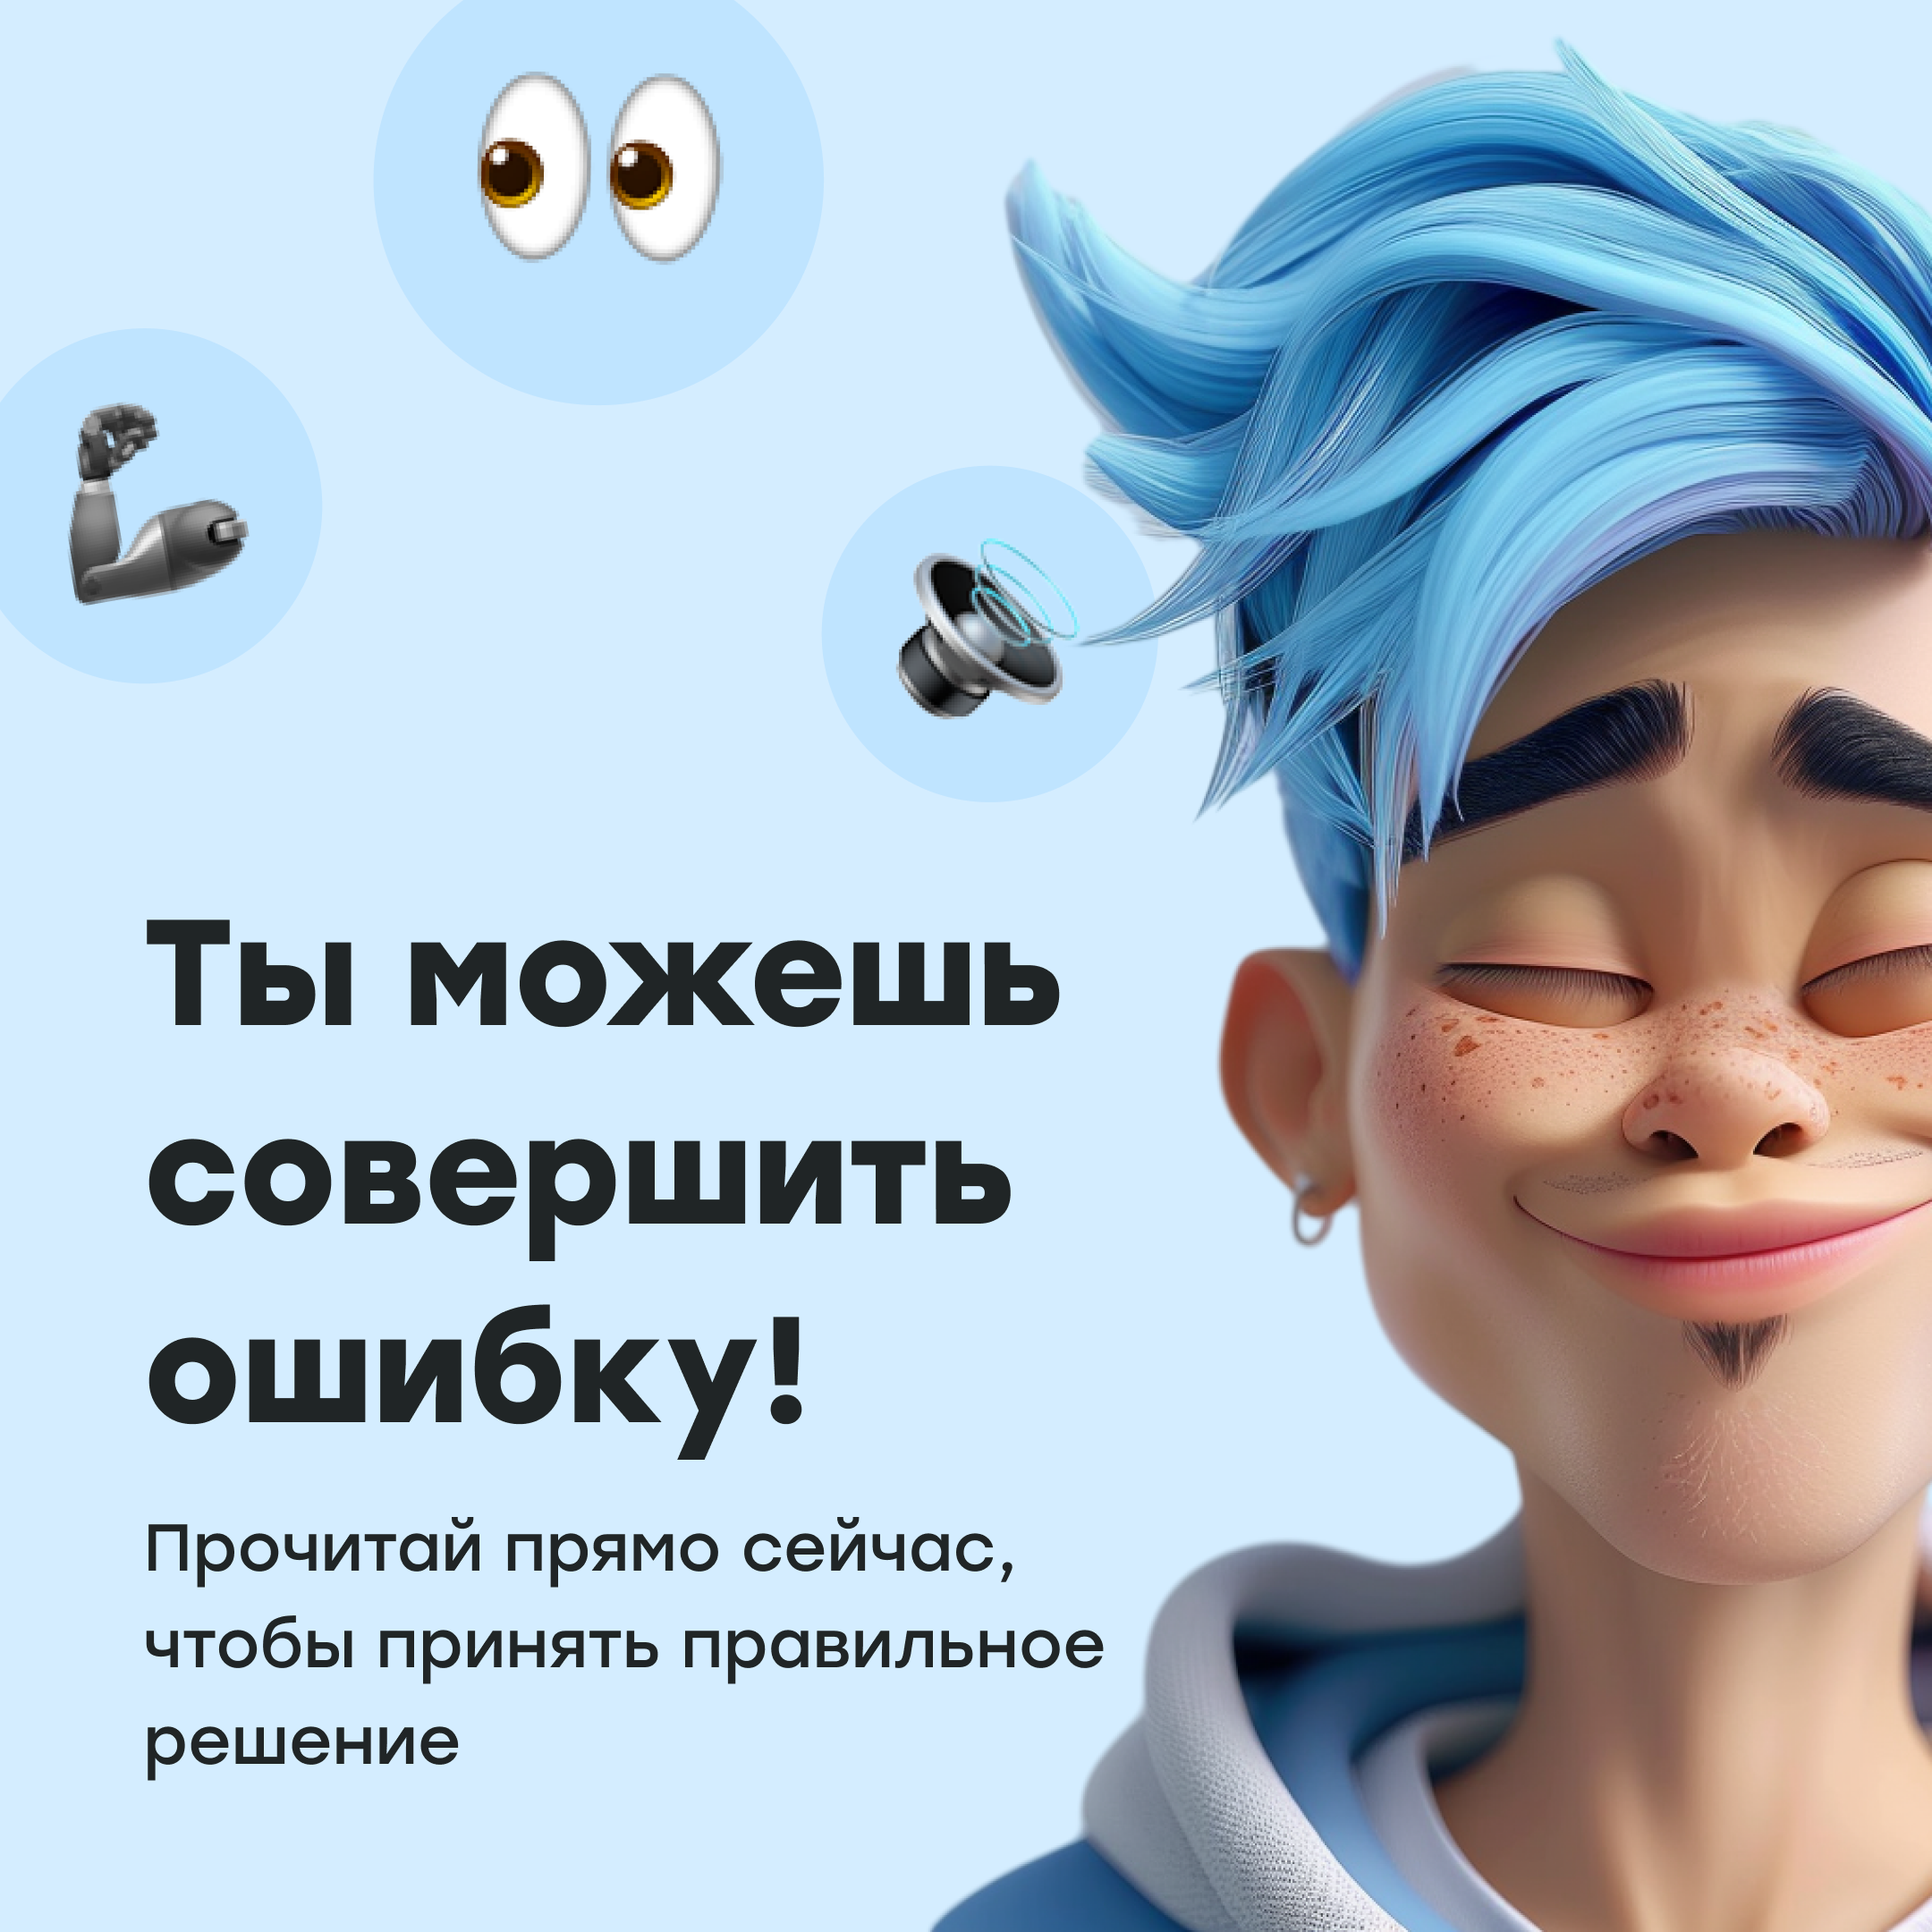 Ты можешь
совершить
ошибку!
Прочитай прямо сейчас,
чтобы принять правильное
решение